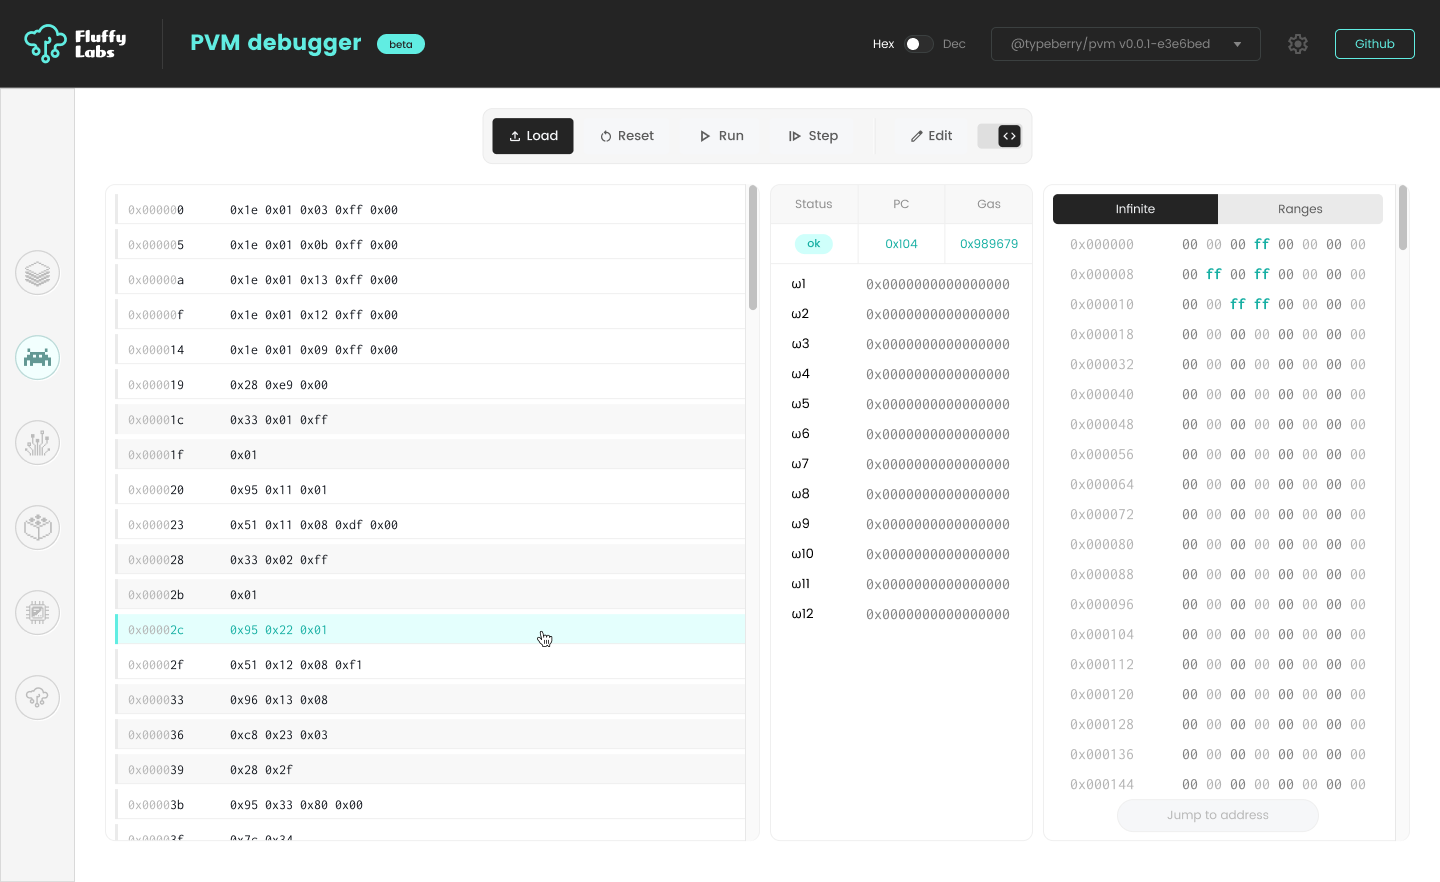 Fluffy Labs
PVM debugger beta
Hex Dec
@typeberry/pvm v0.0.1-e3e6bed
Github
Load Reset Run Step Edit
0x000000 0x1e 0x01 0x03 0xff 0x00
0x000005 0x1e 0x01 0x0b 0xff 0x00
0x00000a 0x1e 0x01 0x13 0xff 0x00
0x00000f 0x1e 0x01 0x12 0xff 0x00
0x000014 0x1e 0x01 0x09 0xff 0x00
0x000019 0x28 0xe9 0x00
0x00001c 0x33 0x01 0xff
0x00001f 0x01
0x000020 0x95 0x11 0x01
0x000023 0x51 0x11 0x08 0xdf 0x00
0x000028 0x33 0x02 0xff
0x00002b 0x01
0x00002c 0x95 0x22 0x01
0x00002f 0x51 0x12 0x08 0xf1
0x000033 0x96 0x13 0x08
0x000036 0xc8 0x23 0x03
0x000039 0x28 0x2f
0x00003b 0x95 0x33 0x80 0x00
0x00003f 0x7c 0x34
Status PC Gas
ok 0x104 0x989679
ω1 0x0000000000000000
ω2 0x0000000000000000
ω3 0x0000000000000000
ω4 0x0000000000000000
ω5 0x0000000000000000
ω6 0x0000000000000000
ω7 0x0000000000000000
ω8 0x0000000000000000
ω9 0x0000000000000000
ω10 0x0000000000000000
ω11 0x0000000000000000
ω12 0x0000000000000000
Infinite Ranges
0x000000 00 00 00 ff 00 00 00 00
0x000008 00 ff 00 ff 00 00 00 00
0x000010 00 00 ff ff 00 00 00 00
0x000018 00 00 00 00 00 00 00 00
0x000032 00 00 00 00 00 00 00 00
0x000040 00 00 00 00 00 00 00 00
0x000048 00 00 00 00 00 00 00 00
0x000056 00 00 00 00 00 00 00 00
0x000064 00 00 00 00 00 00 00 00
0x000072 00 00 00 00 00 00 00 00
0x000080 00 00 00 00 00 00 00 00
0x000088 00 00 00 00 00 00 00 00
0x000096 00 00 00 00 00 00 00 00
0x000104 00 00 00 00 00 00 00 00
0x000112 00 00 00 00 00 00 00 00
0x000120 00 00 00 00 00 00 00 00
0x000128 00 00 00 00 00 00 00 00
0x000136 00 00 00 00 00 00 00 00
0x000144 00 00 00 00 00 00 00 00
Jump to address